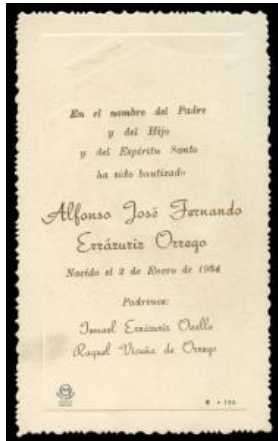 En el nombre del Padre
y del Hijo
y del Espíritu Santo
ha sido bautizado
Alfonso José Fernando
Errázuriz Orrego
Nacido el 2 de Enero de 1954
Padrinos:
Ismael Errázuriz Ovalle
Raquel Vicuña de Orrego